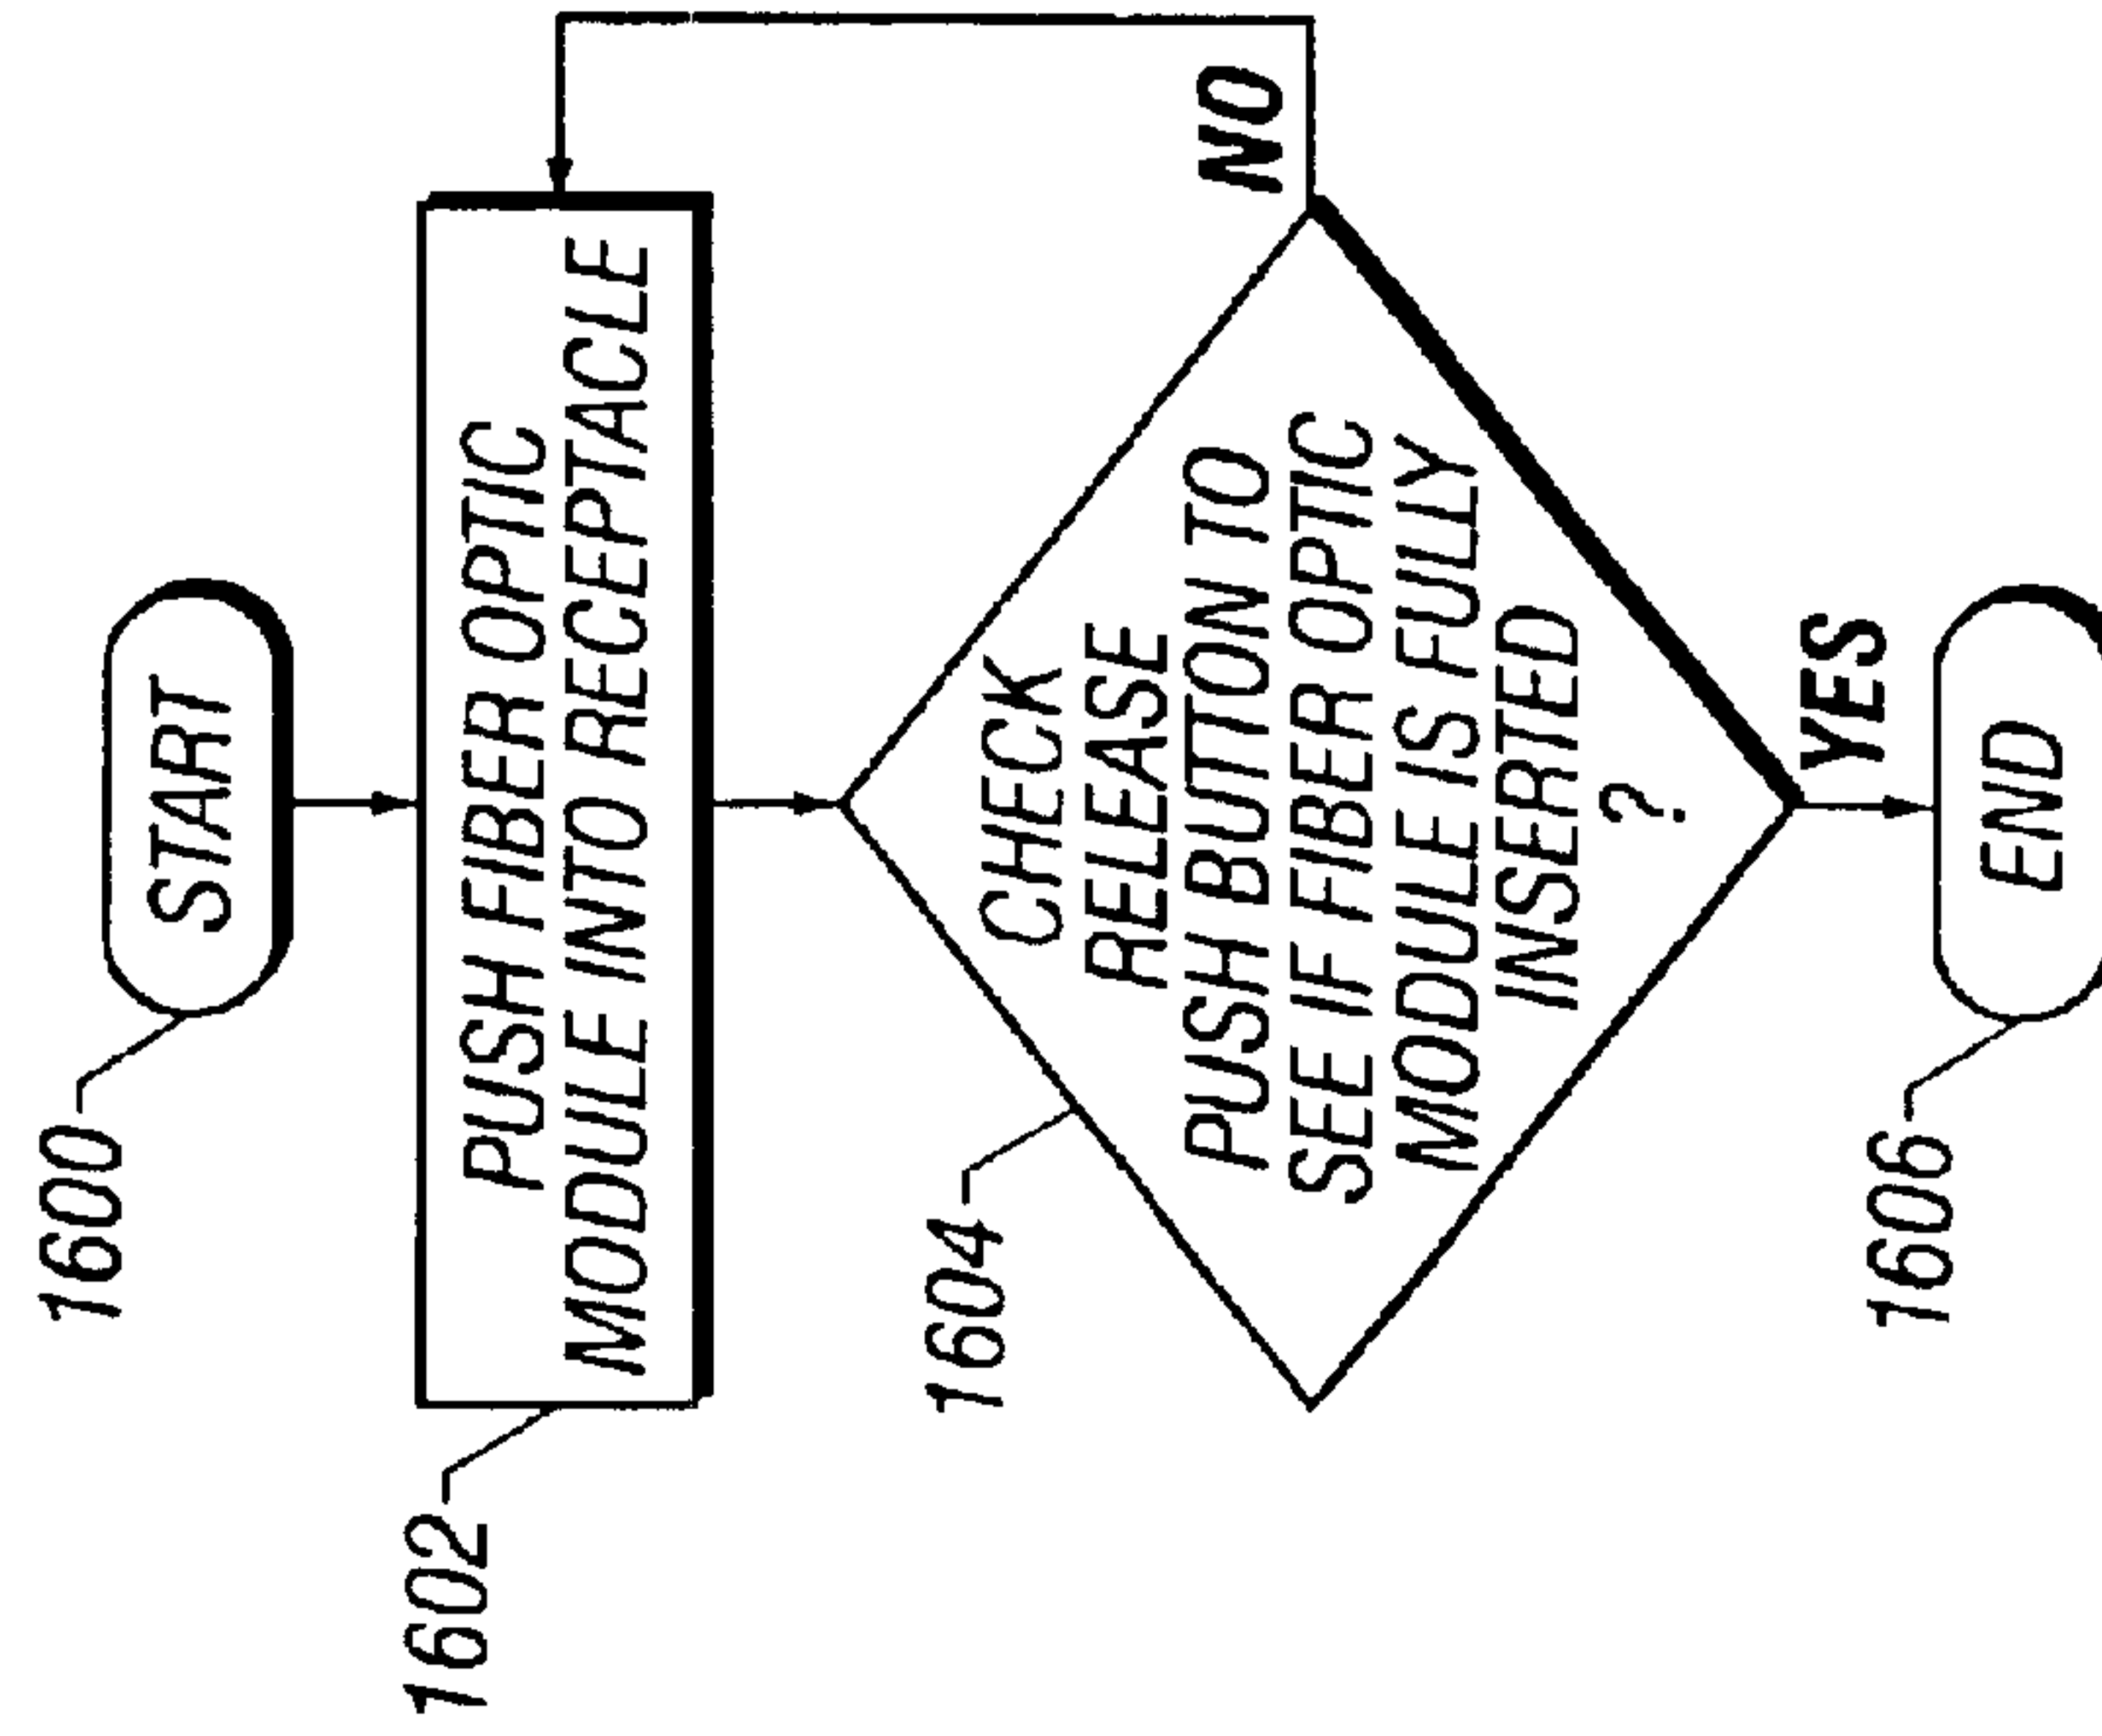 1600
START
1602
PUSH FIBER OPTIC
MODULE INTO RECEPTACLE
1604
CHECK
RELEASE
PUSH BUTTON TO
SEE IF FIBER OPTIC
MODULE IS FULLY
INSERTED
?
NO
YES
1606
END